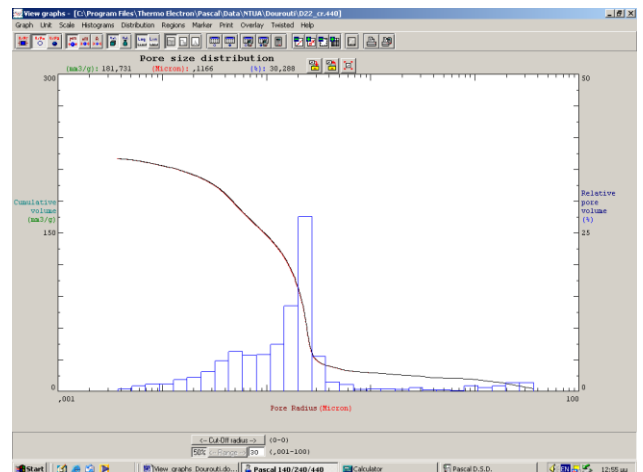 View graphs - [C:\Program Files\Thermo Electron\Pascal\Data\NTUA\Dourouti\D22_cr.440]
Graph Unit Scale Histograms Distribution Regions Marker Print Overlay Twisted Help
Pore size distribution
(mm3/g): 181,731 (Micron): ,1166 (%): 38,288
300
50
Cumulative
volume
(mm3/g)
150
Relative
pore
volume
(%)
25
0
0
,001
100
Pore Radius(Micron)
<- Cut-Off radius -> (0-0)
50% <- Range -> 30 (,001-100)
Start
View graphs Dourouti.do...
Pascal 140/240/440
Calculator
Pascal D.S.D.
12:55 μμ